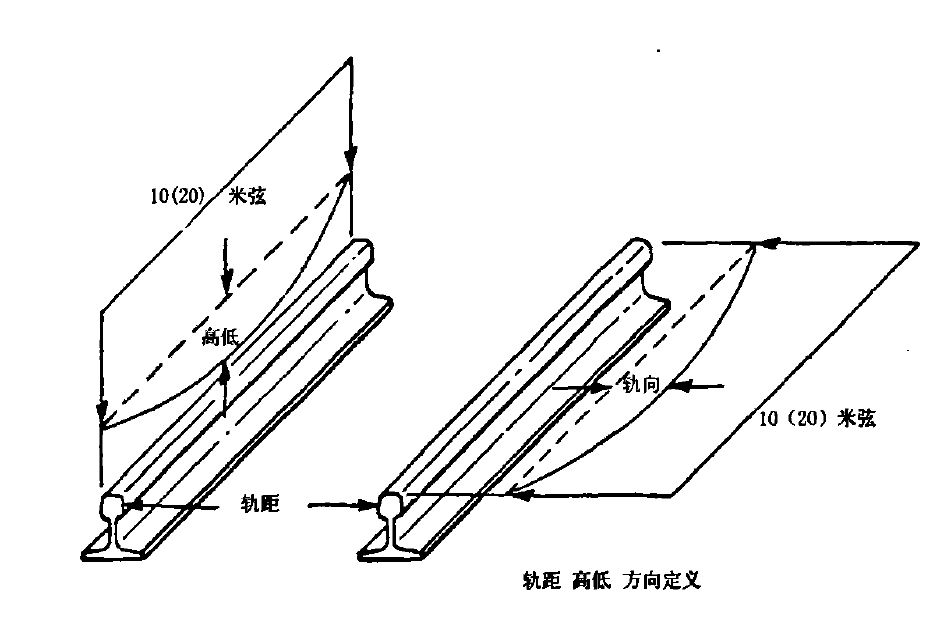 10(20) 米弦
高低
轨向
10(20)米弦
轨距
轨距 高低 方向定义